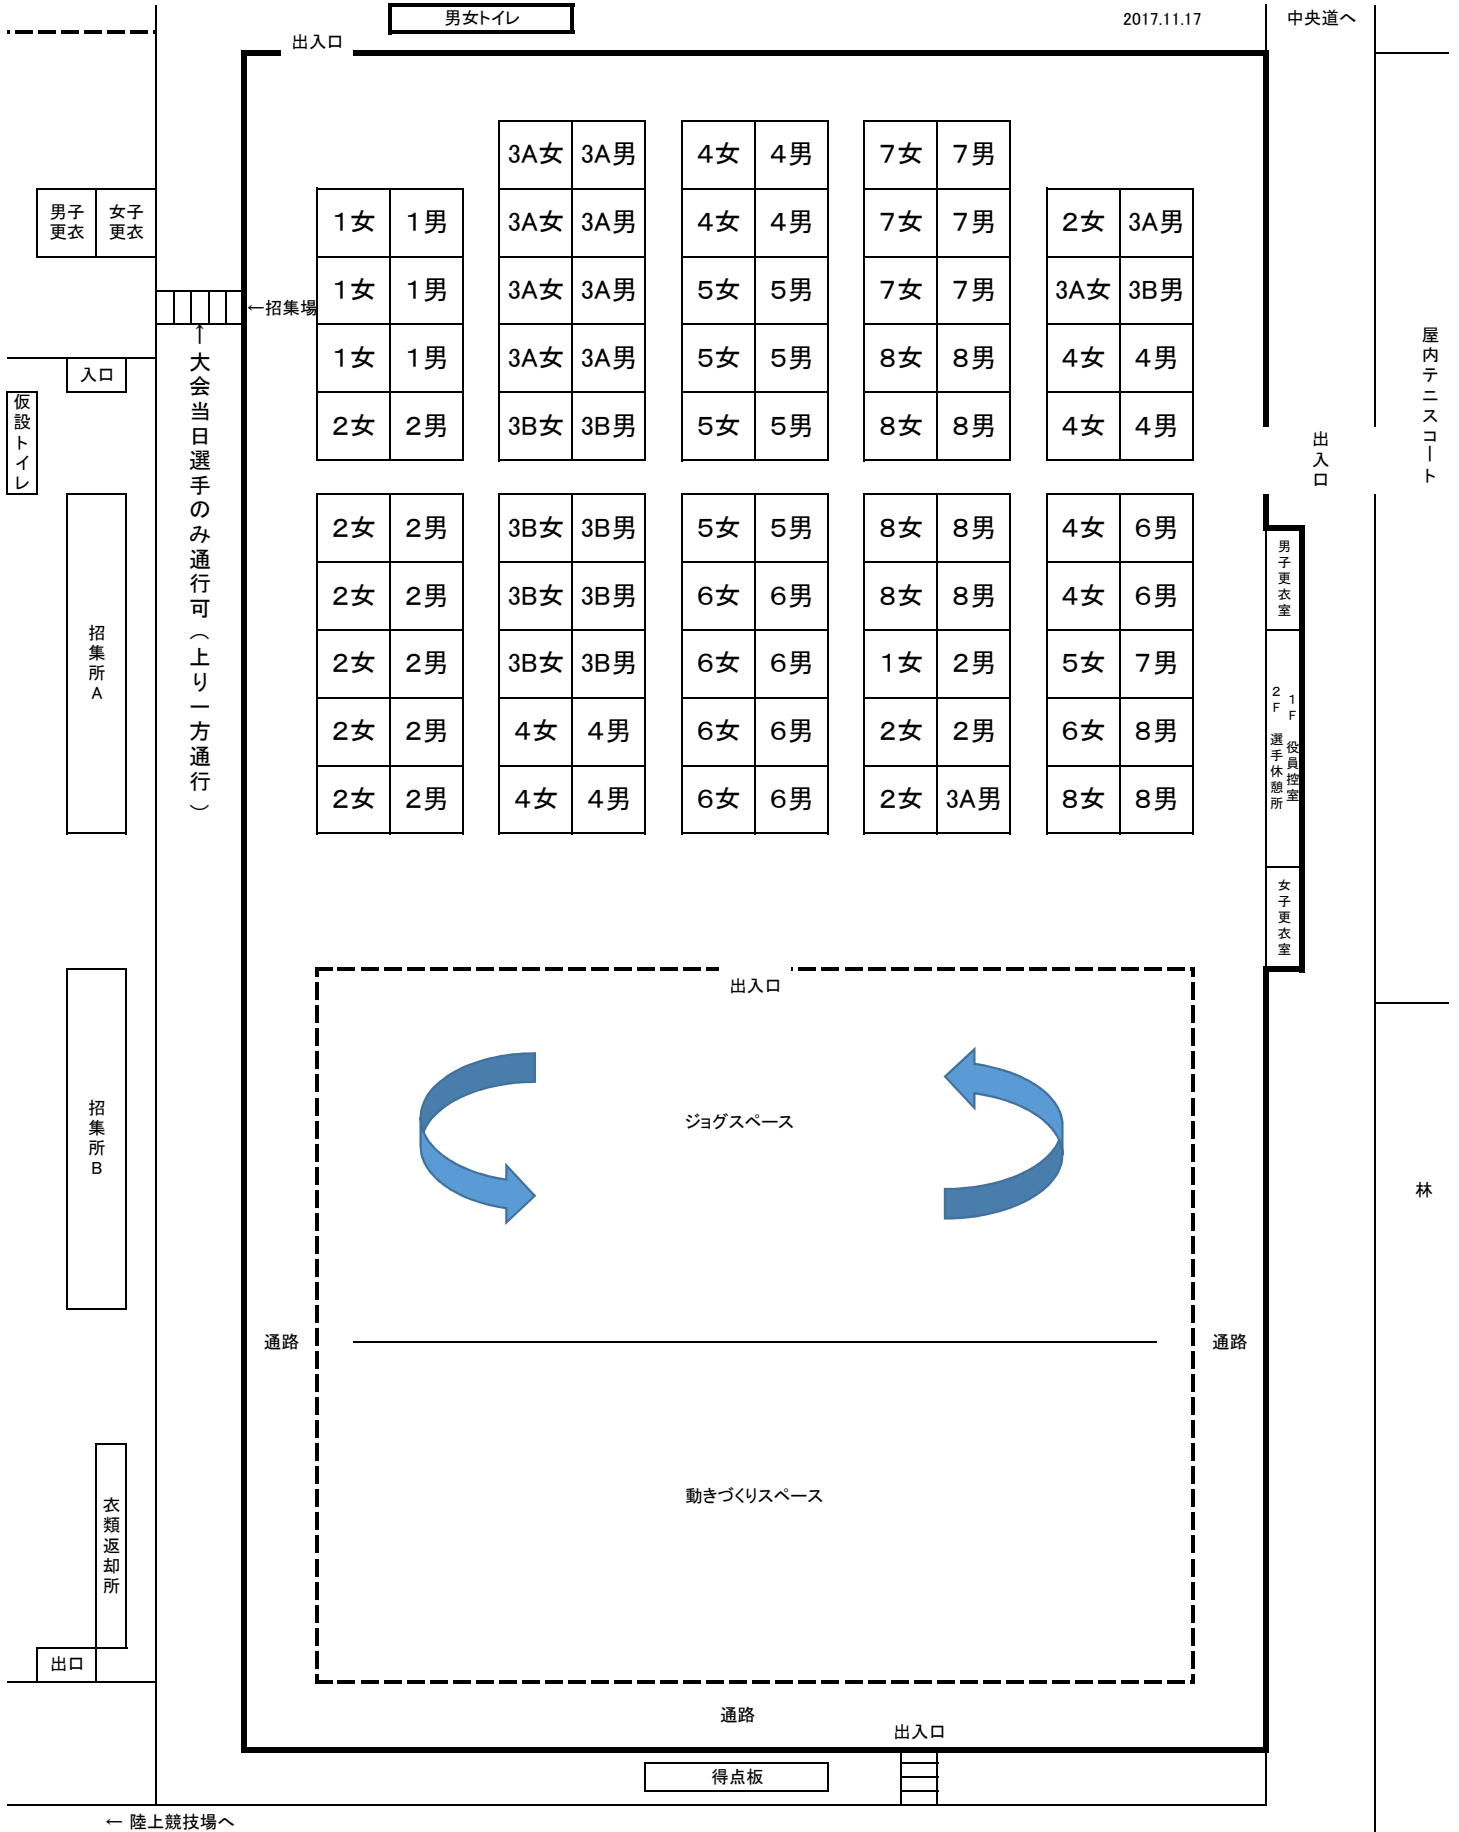 男女トイレ
2017.11.17
中央道へ
出入口
3A女 3A男 4女 4男 7女 7男
男子更衣 女子更衣
1女 1男 3A女 3A男 4女 4男 7女 7男 2女 3A男
←招集場
1女 1男 3A女 3A男 5女 5男 7女 7男 3A女 3B男
1女 1男 3A女 3A男 5女 5男 8女 8男 4女 4男
2女 2男 3B女 3B男 5女 5男 8女 8男 4女 4男
入口
仮設トイレ
↑大会当日選手のみ通行可（上り一方通行）
出入口
屋内テニスコート
2女 2男 3B女 3B男 5女 5男 8女 8男 4女 6男
2女 2男 3B女 3B男 6女 6男 8女 8男 4女 6男
2女 2男 3B女 3B男 6女 6男 1女 2男 5女 7男
2女 2男 4女 4男 6女 6男 2女 2男 6女 8男
2女 2男 4女 4男 6女 6男 2女 3A男 8女 8男
招集所A
男子更衣室
1F 役員控室
2F 選手休憩所
女子更衣室
出入口
招集所B
ジョグスペース
林
通路
通路
動きづくりスペース
衣類返却所
出口
通路
出入口
得点板
← 陸上競技場へ